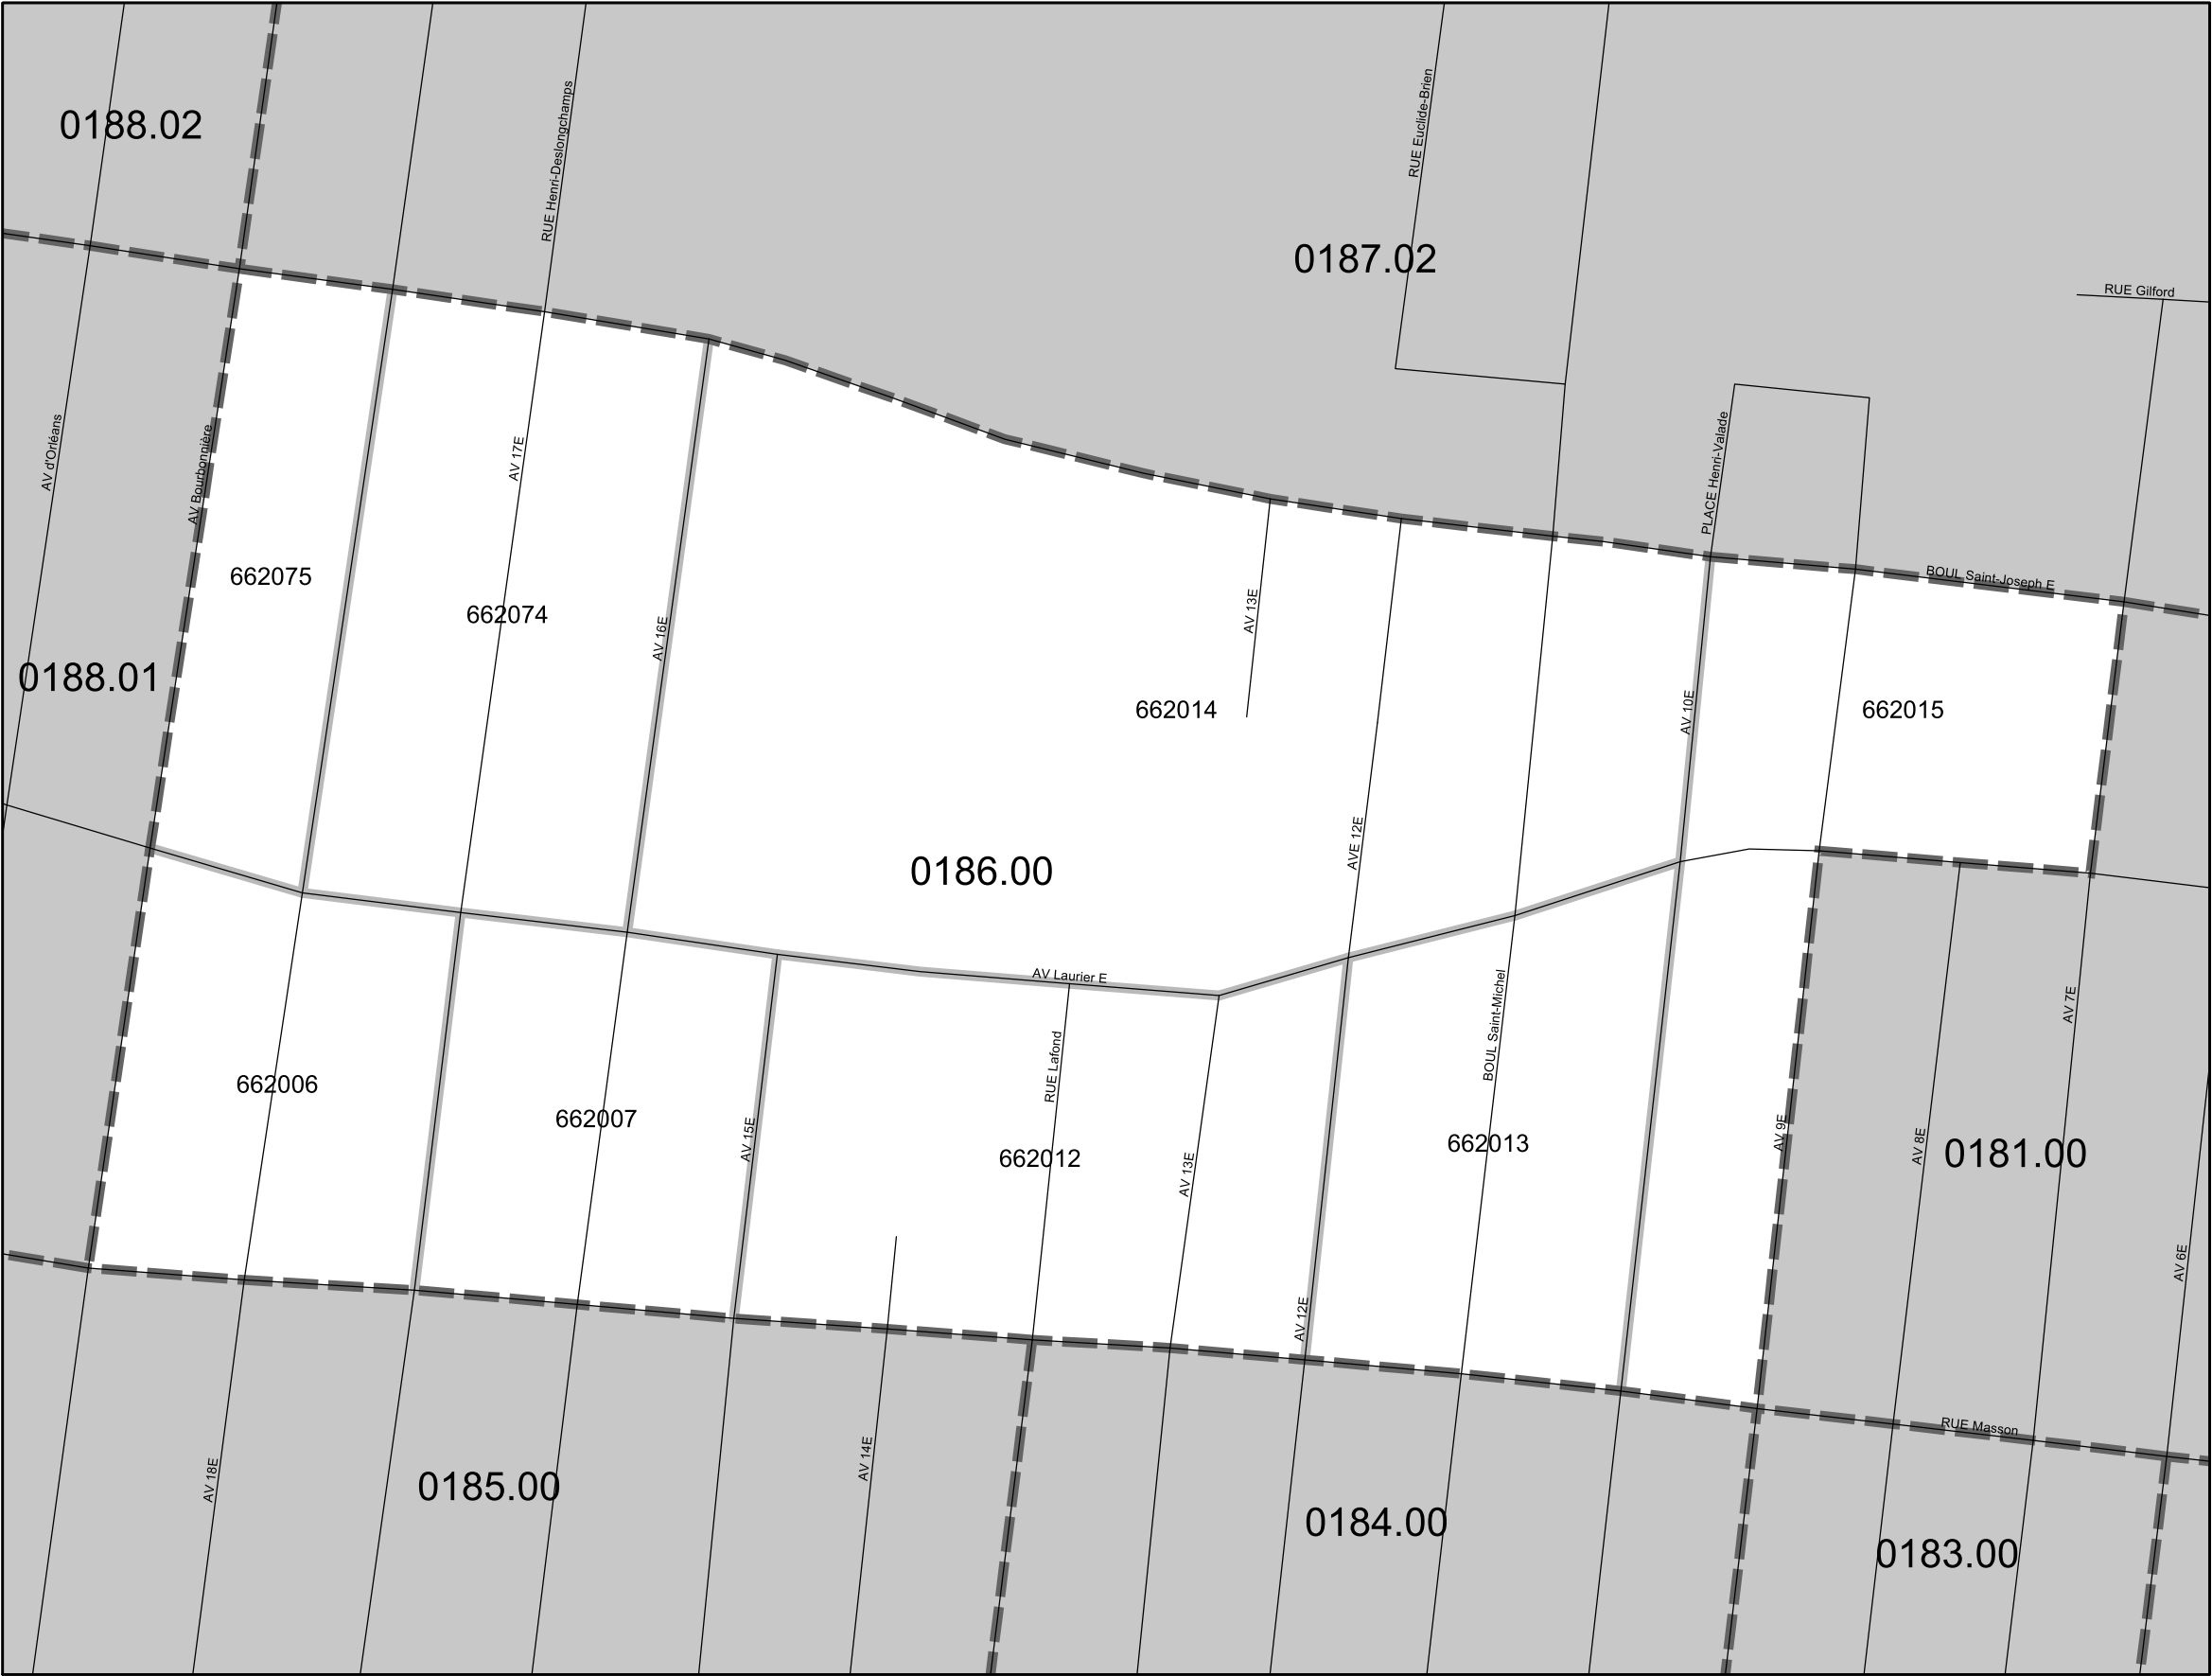 0188.02
RUE Henri-Deslongchamps
RUE Euclide-Brien
0187.02
RUE Gilford
AV d'Orléans
AV Bourbonnière
AV 17E
PLACE Henri-Valade
BOUL Saint-Joseph E
662075
662074
AV 16E
AV 13E
0188.01
662014
AV 10E
662015
0186.00
AVE 12E
AV Laurier E
BOUL Saint-Michel
AV 7E
662006
662007
AV 15E
RUE Lafond
662012
AV 13E
662013
AV 9E
AV 8E
0181.00
AV 6E
AV 12E
RUE Masson
AV 18E
0185.00
AV 14E
0184.00
0183.00